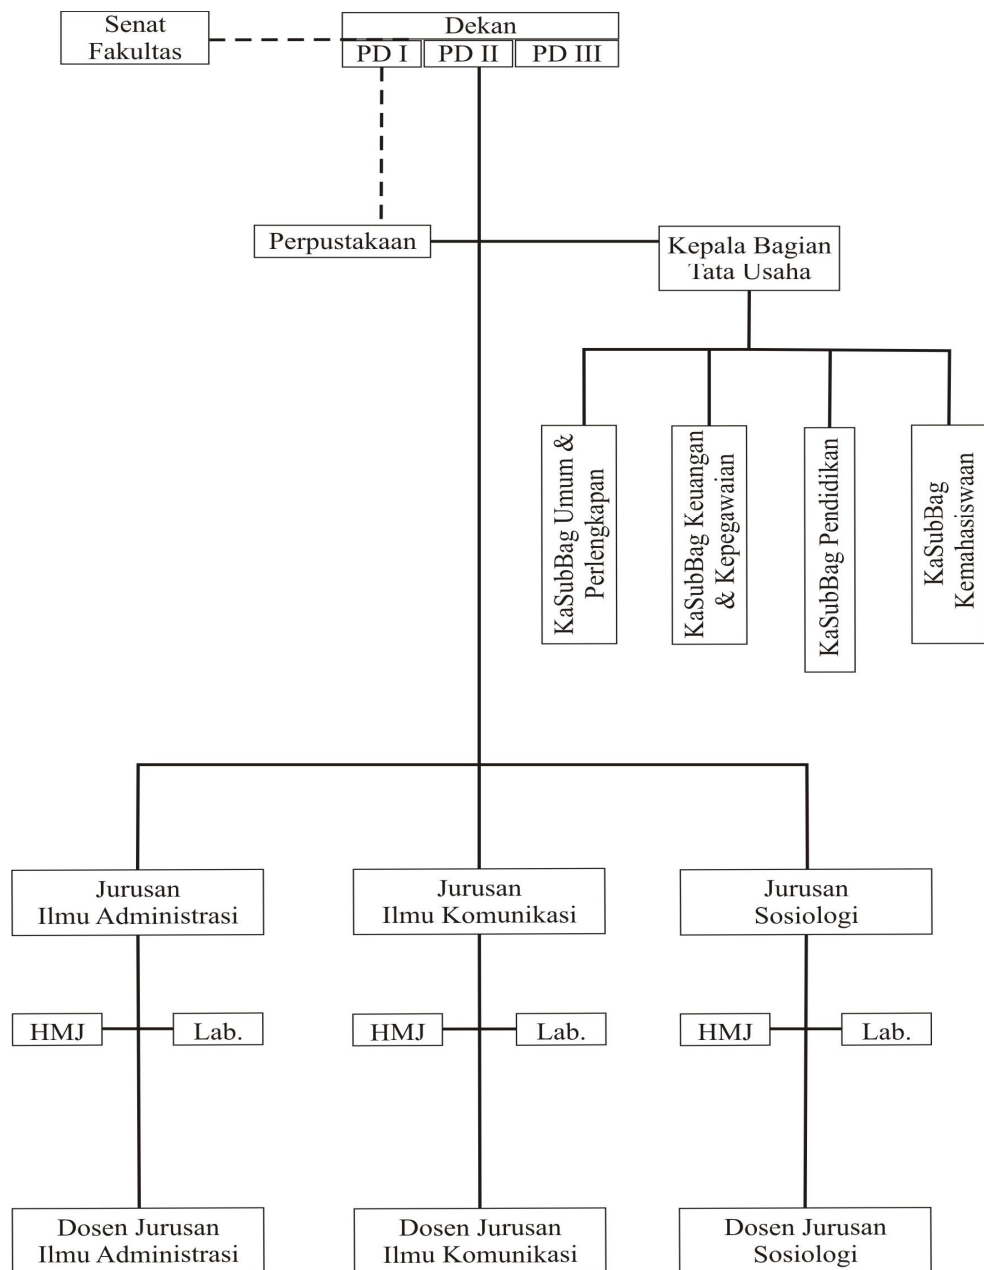 Senat
Fakultas
Dekan
PD I
PD II
PD III
Perpustakaan
Kepala Bagian
Tata Usaha
KaSubBag Umum &
Perlengkapan
KaSubBag Keuangan
& Kepegawaian
KaSubBag Pendidikan
KaSubBag
Kemahasiswaan
Jurusan
Ilmu Administrasi
Jurusan
Ilmu Komunikasi
Jurusan
Sosiologi
HMJ
Lab.
HMJ
Lab.
HMJ
Lab.
Dosen Jurusan
Ilmu Administrasi
Dosen Jurusan
Ilmu Komunikasi
Dosen Jurusan
Sosiologi